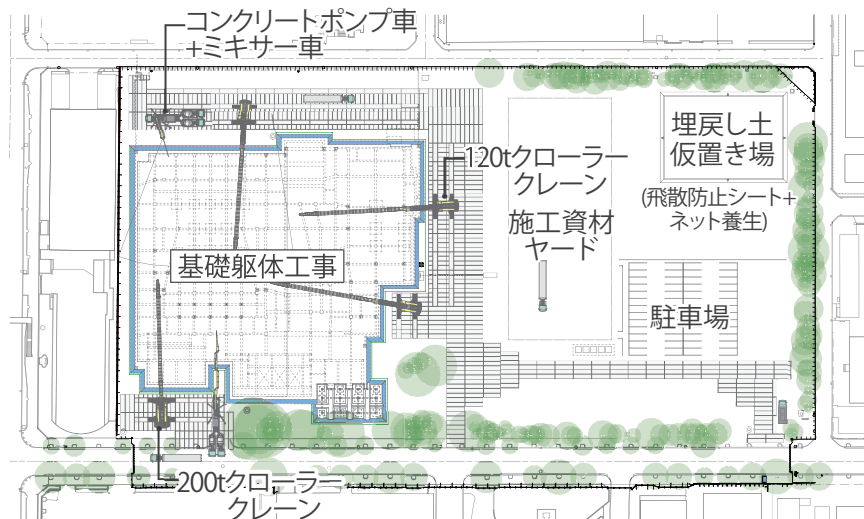 コンクリートポンプ車
+ミキサー車
埋戻し土
仮置き場
(飛散防止シート+
ネット養生)
120tクローラー
クレーン
施工資材
ヤード
基礎躯体工事
駐車場
200tクローラー
クレーン